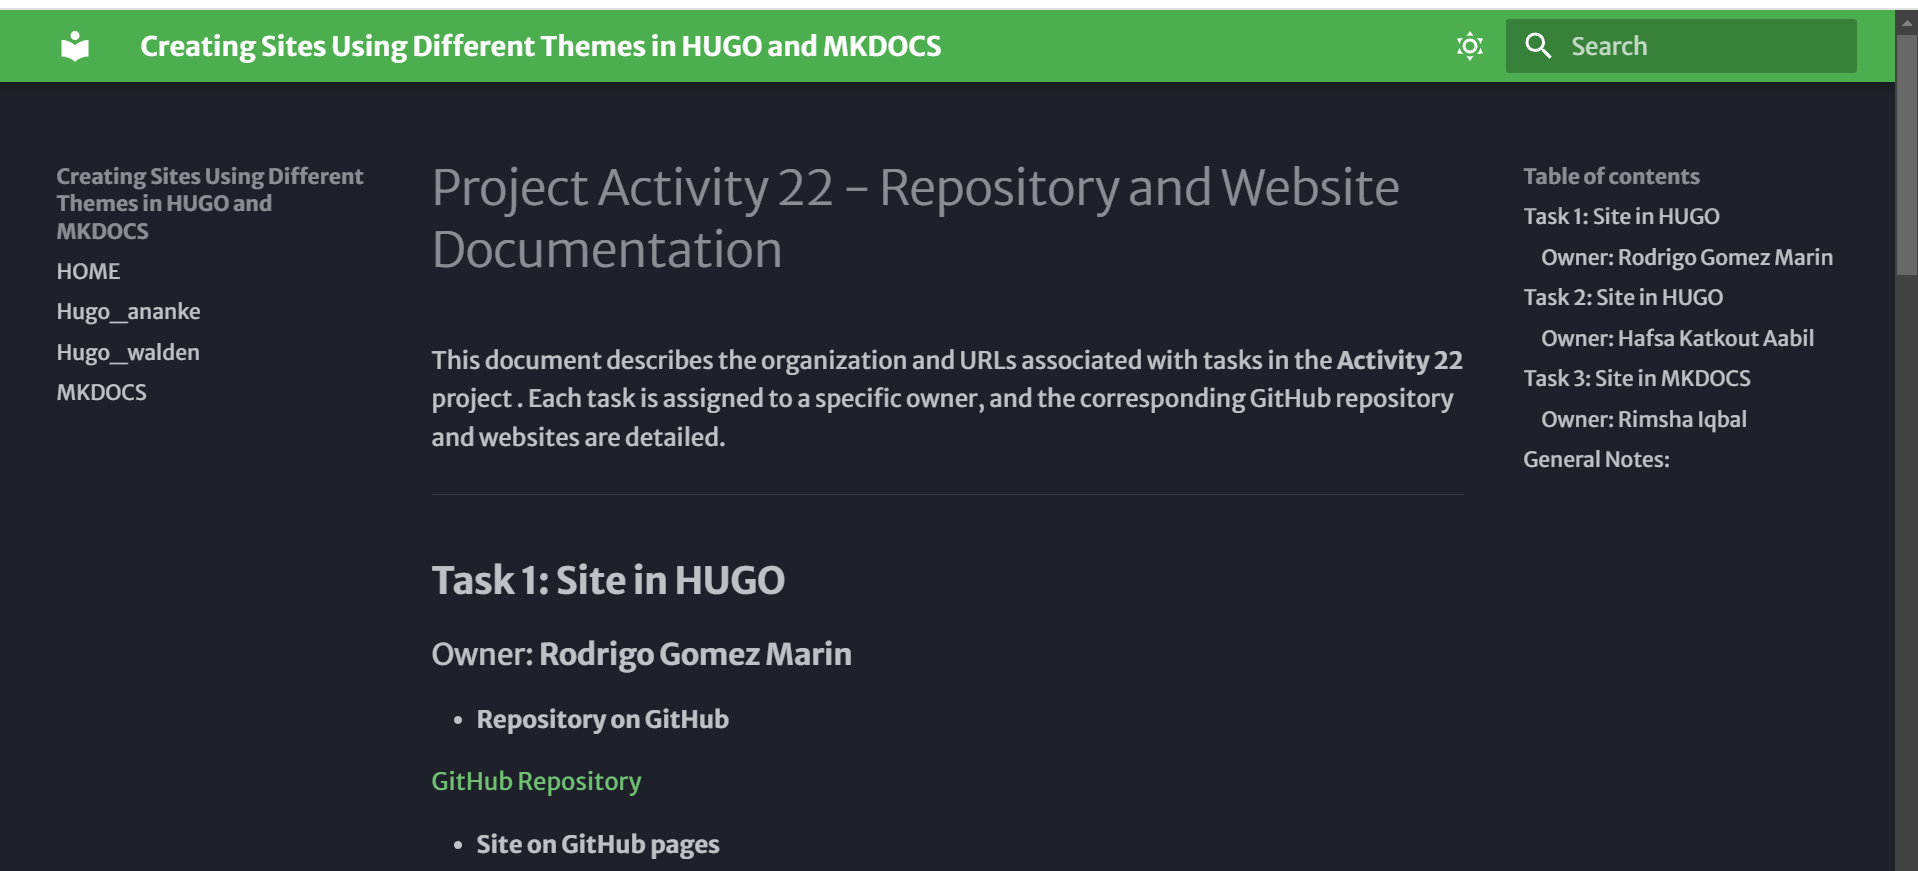 Creating Sites Using Different Themes in HUGO and MKDOCS
Search
Creating Sites Using Different
Themes in HUGO and
MKDOCS
HOME
Hugo_ananke
Hugo_walden
MKDOCS
Project Activity 22 - Repository and Website
Documentation
This document describes the organization and URLs associated with tasks in the Activity 22
project . Each task is assigned to a specific owner, and the corresponding GitHub repository
and websites are detailed.
Task 1: Site in HUGO
Owner: Rodrigo Gomez Marin
• Repository on GitHub
GitHub Repository
• Site on GitHub pages
Table of contents
Task 1: Site in HUGO
Owner: Rodrigo Gomez Marin
Task 2: Site in HUGO
Owner: Hafsa Katkout Aabil
Task 3: Site in MKDOCS
Owner: Rimsha Iqbal
General Notes: